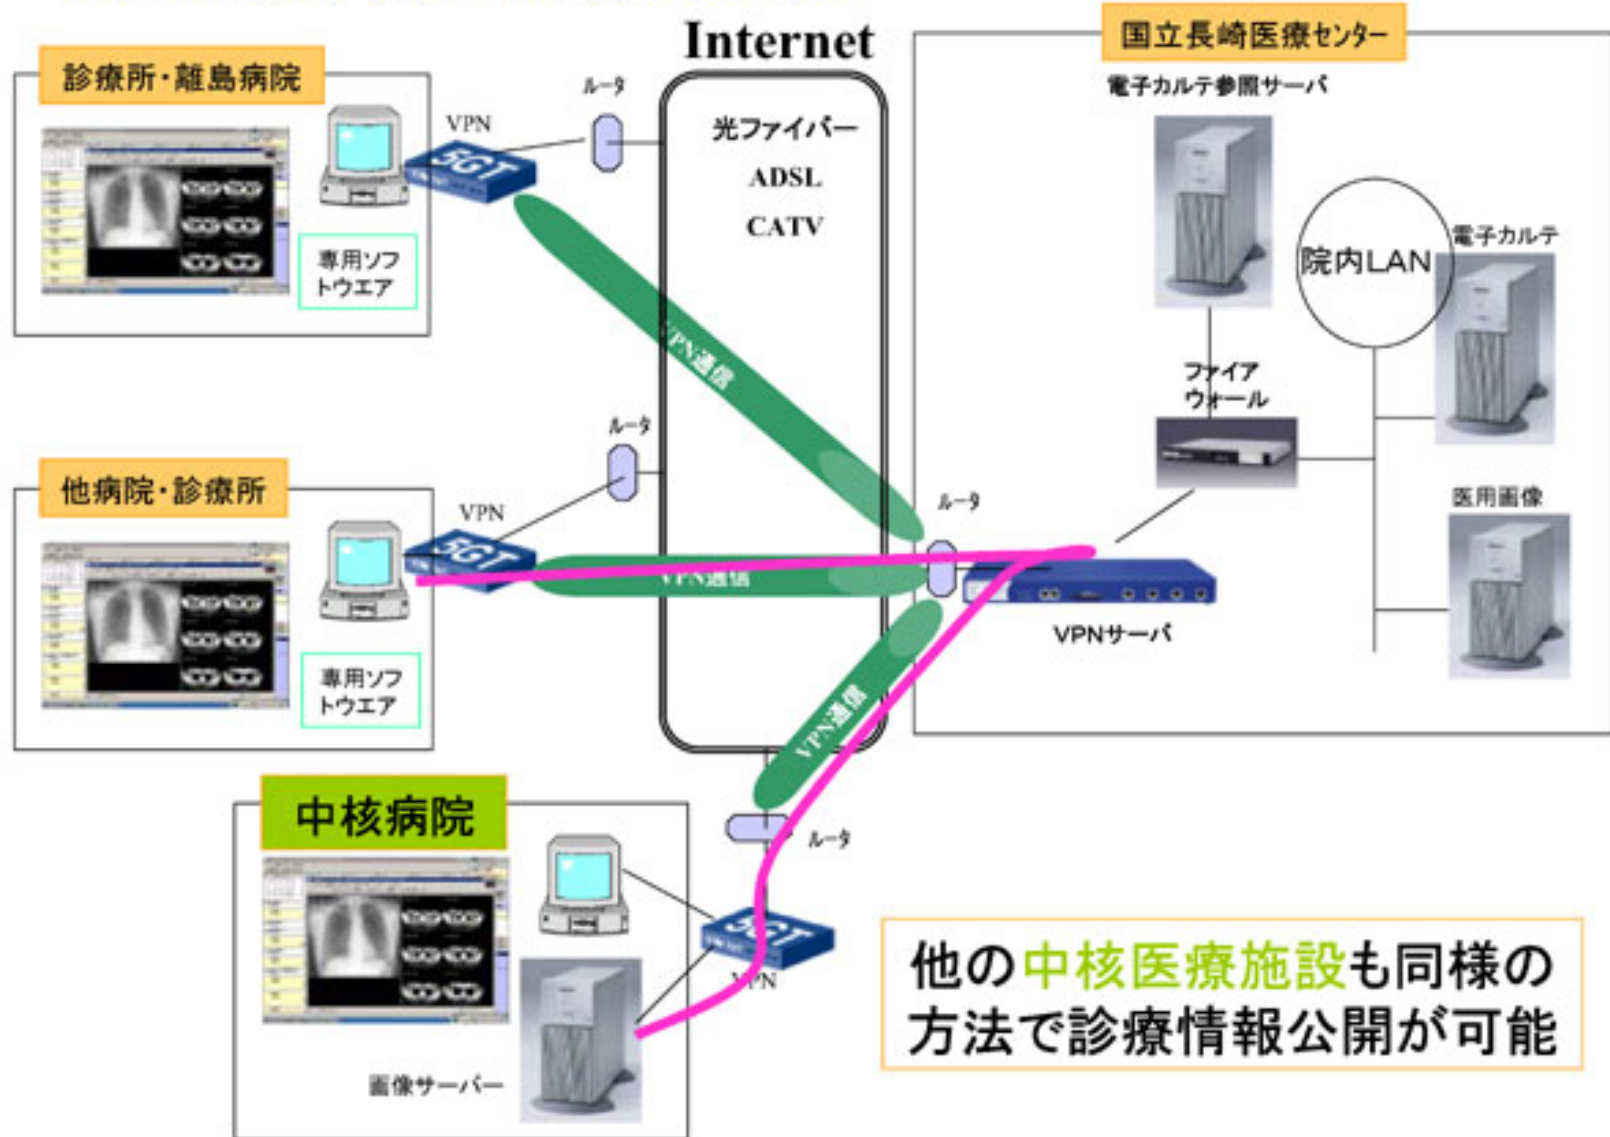 Internet
国立長崎医療センター
診療所・離島病院
ルータ
電子カルテ参照サーバ
VPN
5GT
光ファイバー
ADSL
CATV
専用ソフ
トウエア
院内LAN
電子カルテ
VPN通信
ファイア
ウォール
ルータ
他病院・診療所
VPN
5GT
ルータ
医用画像
VPN通信
VPNサーバ
専用ソフ
トウエア
VPN通信
中核病院
ルータ
5GT
VPN
画像サーバー
他の中核医療施設も同様の
方法で診療情報公開が可能